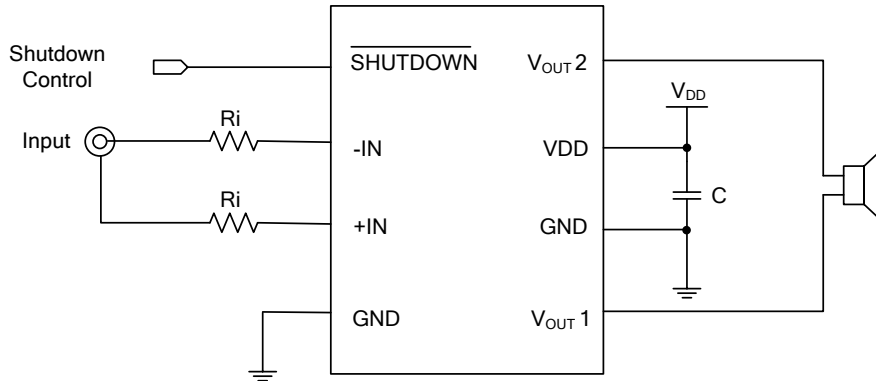 Shutdown
Control
SHUTDOWN
VOUT 2
VDD
Input
Ri
-IN
VDD
Ri
C
+IN
GND
GND
VOUT 1